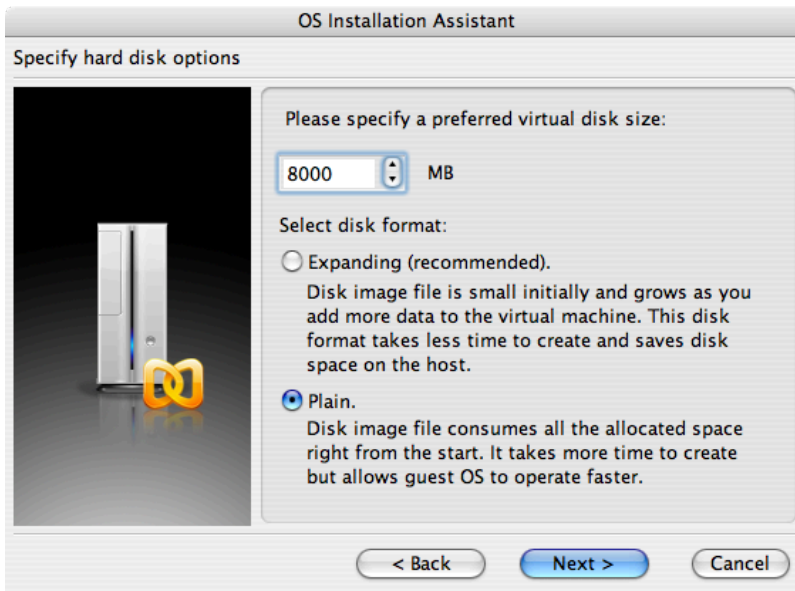 OS Installation Assistant
Specify hard disk options
Please specify a preferred virtual disk size:
8000 MB
Select disk format:
Expanding (recommended).
Disk image file is small initially and grows as you
add more data to the virtual machine. This disk
format takes less time to create and saves disk
space on the host.
Plain.
Disk image file consumes all the allocated space
right from the start. It takes more time to create
but allows guest OS to operate faster.
< Back Next > Cancel